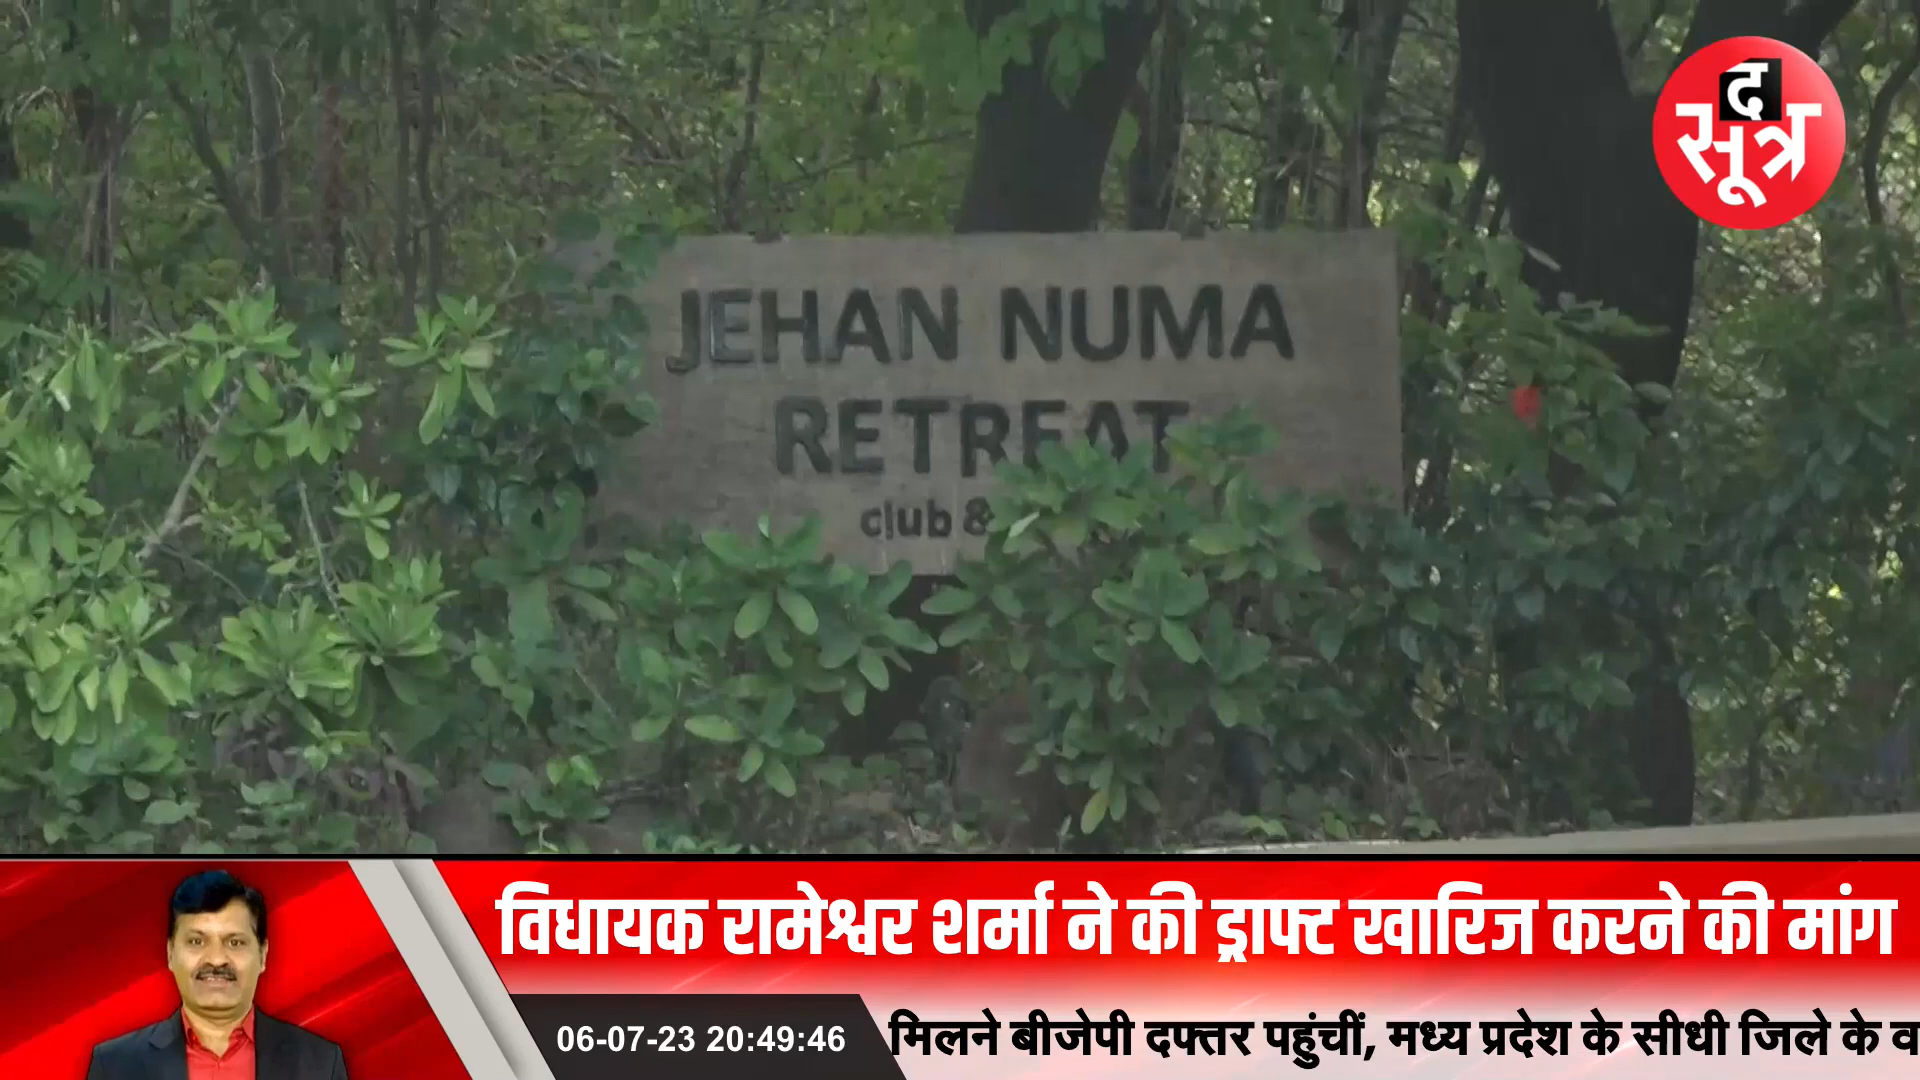 द
सूत्र
JEHAN NUMA
RETREAT
club &
विधायक रामेश्वर शर्मा ने की ड्राफ्ट खारिज करने की मांग
06-07-23 20:49:46
मिलने बीजेपी दफ्तर पहुंचीं, मध्य प्रदेश के सीधी जिले के व